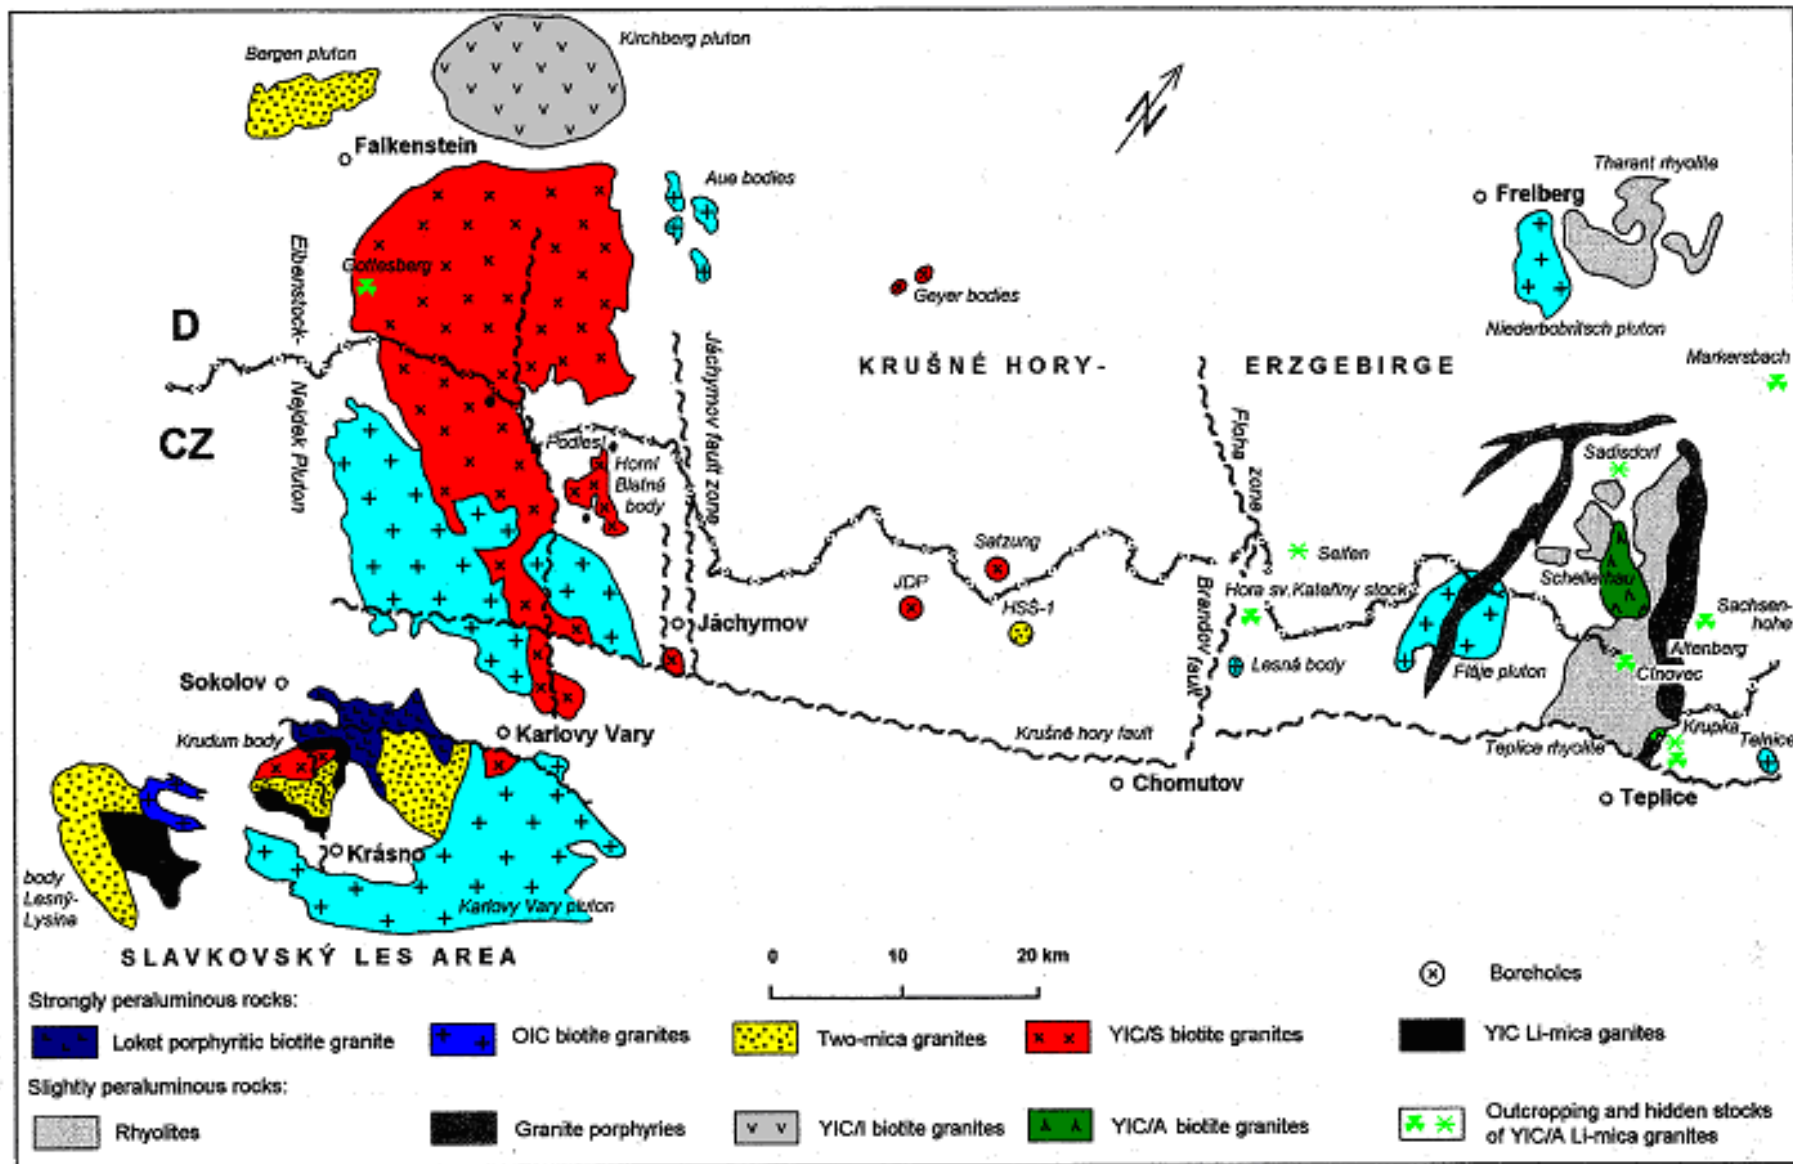 Bergen pluton
Kirchberg pluton
Falkenstein
Aue bodies
Tharant rhyolite
Freiberg
Eibenstock-
Nejdek Pluton
Gottesberg
Geyer bodies
Niederbobritsch pluton
D
CZ
Jáchymov fault zone
KRUŠNÉ HORY-
ERZGEBIRGE
Markersbach
Podlesí
Horní
Blatná
body
Flaha
zone
Sadisdorf
Satzung
JDP
HSŠ-1
Seifen
Hora sv. Kateřiny stock
Brandov fault
Schellerhau
Sachsen-
hohe
Jáchymov
Lesná body
Fláje pluton
Altenberg
Cínovec
Sokolov
Krudum body
Karlovy Vary
Krušné hory fault
Chomutov
Teplice rhyolite
Krupka
Telnice
Teplice
Krásno
body
Lesný-
Lysina
Karlovy Vary pluton
SLAVKOVSKÝ LES AREA
0 10 20 km
Boreholes
Strongly peraluminous rocks:
Loket porphyritic biotite granite
OIC biotite granites
Two-mica granites
YIC/S biotite granites
YIC Li-mica ganites
Slightly peraluminous rocks:
Rhyolites
Granite porphyries
YIC/I biotite granites
YIC/A biotite granites
Outcropping and hidden stocks
of YIC/A Li-mica granites
N